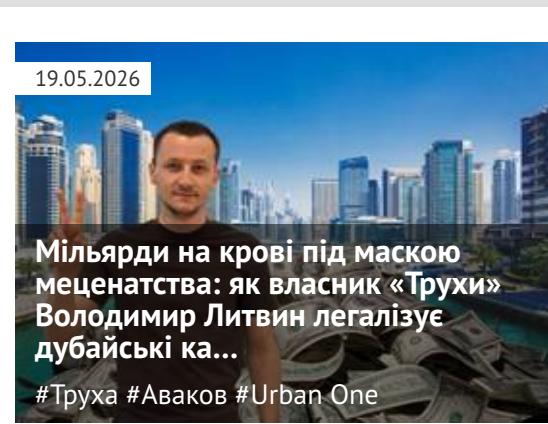 19.05.2026
Мільярди на крові під маскою
меценатства: як власник «Трухи»
Володимир Литвин легалізує
дубайські ка...
#Труха #Аваков #Urban One